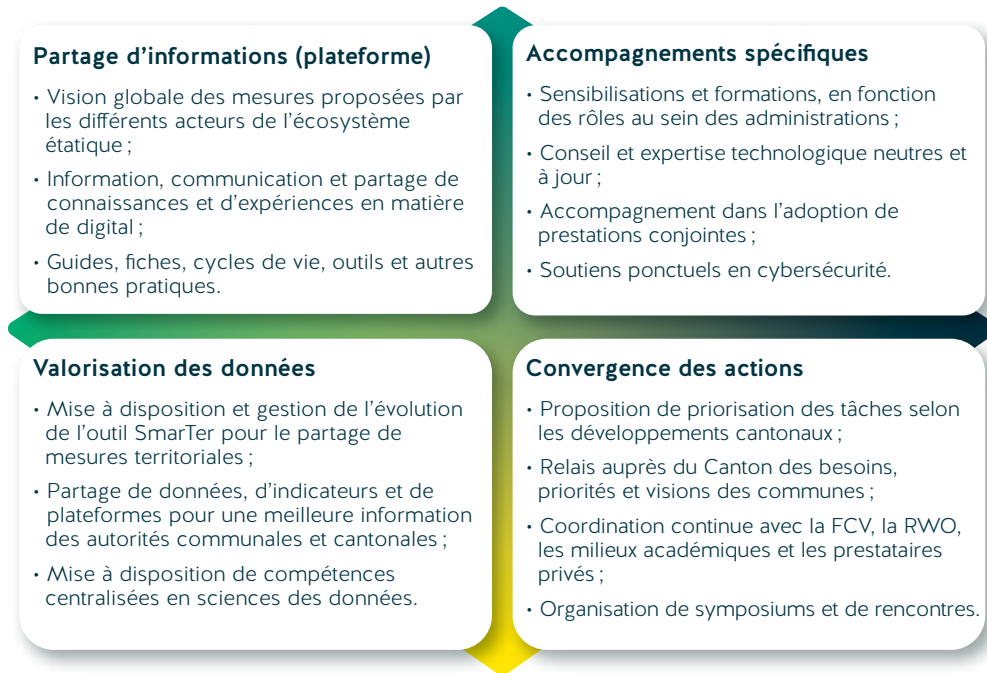 Partage d’informations (plateforme)
• Vision globale des mesures proposées par
les différents acteurs de l’écosystème
étatique ;
• Information, communication et partage de
connaissances et d’expériences en matière
de digital ;
• Guides, fiches, cycles de vie, outils et autres
bonnes pratiques.
Accompagnements spécifiques
• Sensibilisations et formations, en fonction
des rôles au sein des administrations ;
• Conseil et expertise technologique neutres et
à jour ;
• Accompagnement dans l’adoption de
prestations conjointes ;
• Soutiens ponctuels en cybersécurité.
Valorisation des données
• Mise à disposition et gestion de l’évolution
de l’outil SmarTer pour le partage de
mesures territoriales ;
• Partage de données, d’indicateurs et de
plateformes pour une meilleure information
des autorités communales et cantonales ;
• Mise à disposition de compétences
centralisées en sciences des données.
Convergence des actions
• Proposition de priorisation des tâches selon
les développements cantonaux ;
• Relais auprès du Canton des besoins,
priorités et visions des communes ;
• Coordination continue avec la FCV, la RWO,
les milieux académiques et les prestataires
privés ;
• Organisation de symposiums et de rencontres.